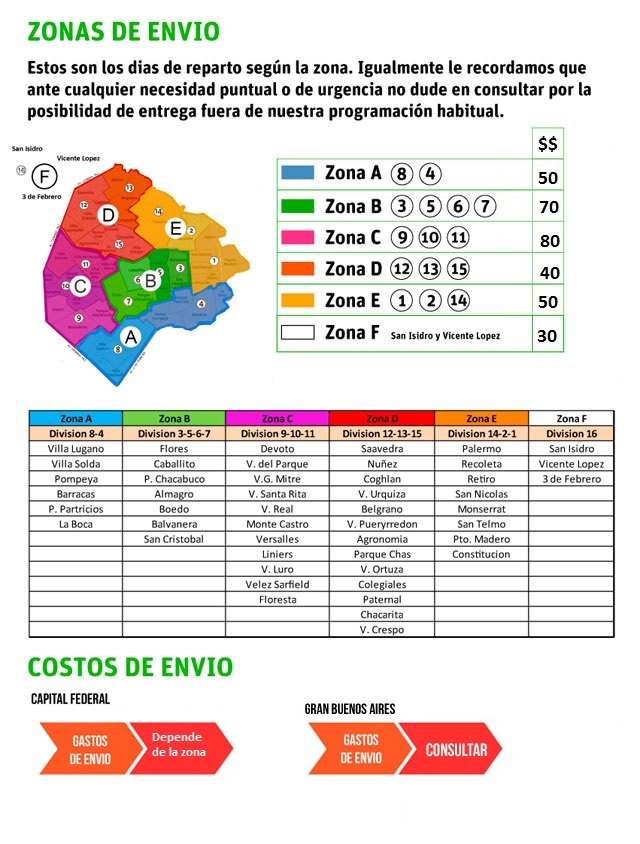 ZONAS DE ENVIO
Estos son los dias de reparto según la zona. Igualmente le recordamos que
ante cualquier necesidad puntual o de urgencia no dude en consultar por la
posibilidad de entrega fuera de nuestra programación habitual.
San Isidro
Vicente Lopez
16 F
3 de Febrero
13
12
D
14
E
2
15
11
1
3
5
6 B
10 C
7
4
9
A
8
$$
Zona A 8 4 50
Zona B 3 5 6 7 70
Zona C 9 10 11 80
Zona D 12 13 15 40
Zona E 1 2 14 50
Zona F San Isidro y Vicente Lopez 30
Zona A Zona B Zona C Zona D Zona E Zona F
Division 8-4 Division 3-5-6-7 Division 9-10-11 Division 12-13-15 Division 14-2-1 Division 16
Villa Lugano Flores Devoto Saavedra Palermo San Isidro
Villa Solda Caballito V. del Parque Nuñez Recoleta Vicente Lopez
Pompeya P. Chacabuco V.G. Mitre Coghlan Retiro 3 de Febrero
Barracas Almagro V. Santa Rita V. Urquiza San Nicolas
P. Partricios Boedo V. Real Belgrano Monserrat
La Boca Balvanera Monte Castro V. Pueryrredon San Telmo
San Cristobal Versalles Agronomia Pto. Madero
Liniers Parque Chas Constitucion
V. Luro V. Ortuza
Velez Sarfield Colegiales
Floresta Paternal
Chacarita
V. Crespo
COSTOS DE ENVIO
CAPITAL FEDERAL
GASTOS
DE ENVIO
Depende
de la zona
GRAN BUENOS AIRES
GASTOS
DE ENVIO
CONSULTAR